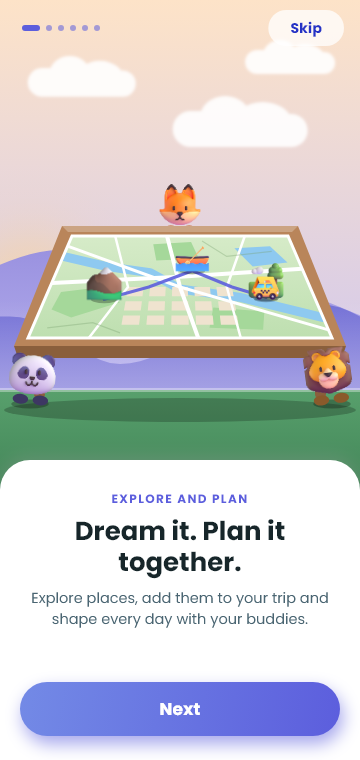 Skip
EXPLORE AND PLAN
Dream it. Plan it
together.
Explore places, add them to your trip and
shape every day with your buddies.
Next